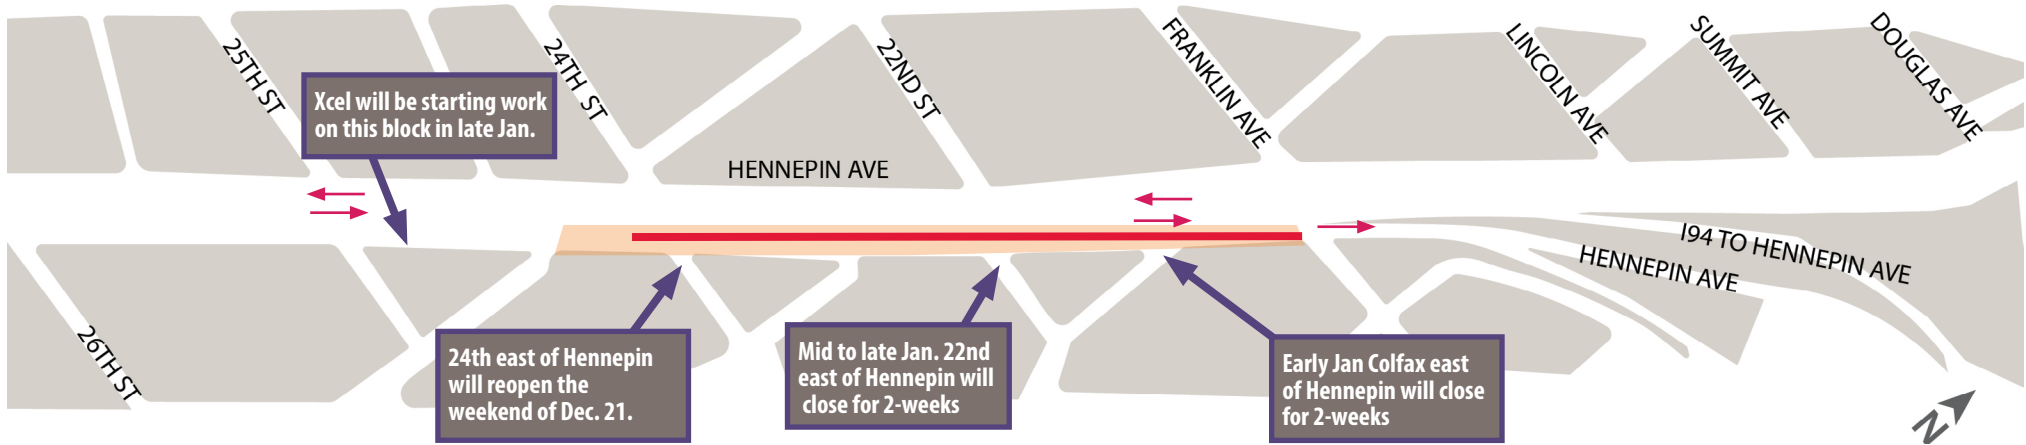 25TH ST
24TH ST
22ND ST
FRANKLIN AVE
LINCOLN AVE
SUMMIT AVE
DOUGLAS AVE
Xcel will be starting work
on this block in late Jan.
HENNEPIN AVE
I94 TO HENNEPIN AVE
HENNEPIN AVE
26TH ST
24th east of Hennepin
will reopen the
weekend of Dec. 21.
Mid to late Jan. 22nd
east of Hennepin will
close for 2-weeks
Early Jan Colfax east
of Hennepin will close
for 2-weeks
N